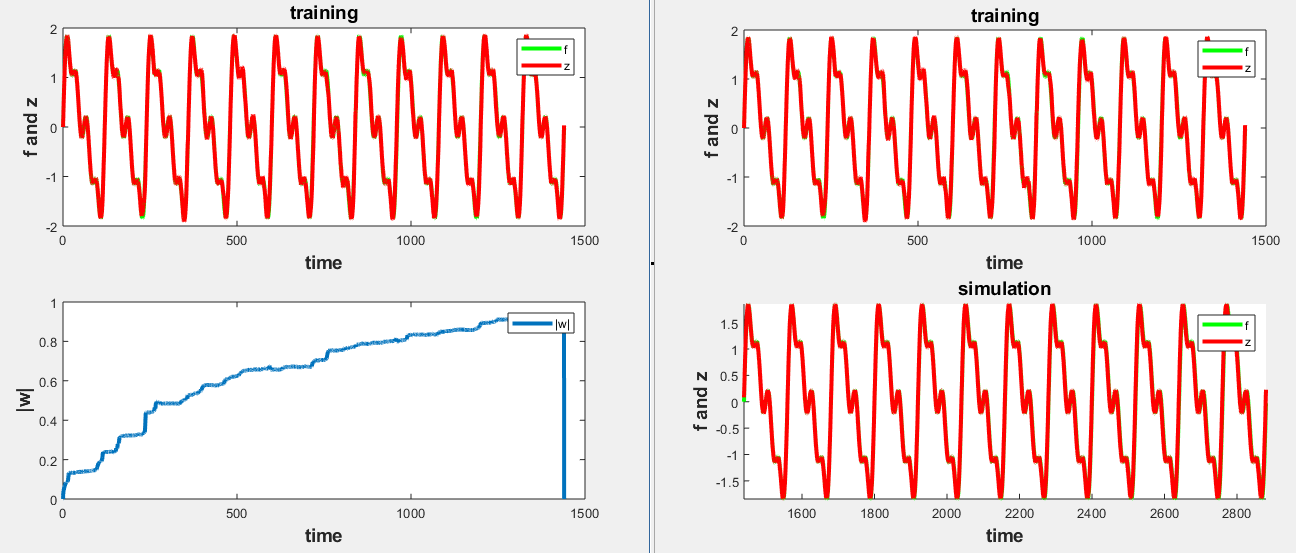 training
f and z
2
1
0
-1
-2
f
z
0
500
1000
1500
time
|w|
1
0.8
0.6
0.4
0.2
0
|w|
0
500
1000
1500
time
training
f and z
2
1
0
-1
-2
f
z
0
500
1000
1500
time
simulation
f and z
1.5
1
0.5
0
-0.5
-1
-1.5
f
z
1600
1800
2000
2200
2400
2600
2800
time